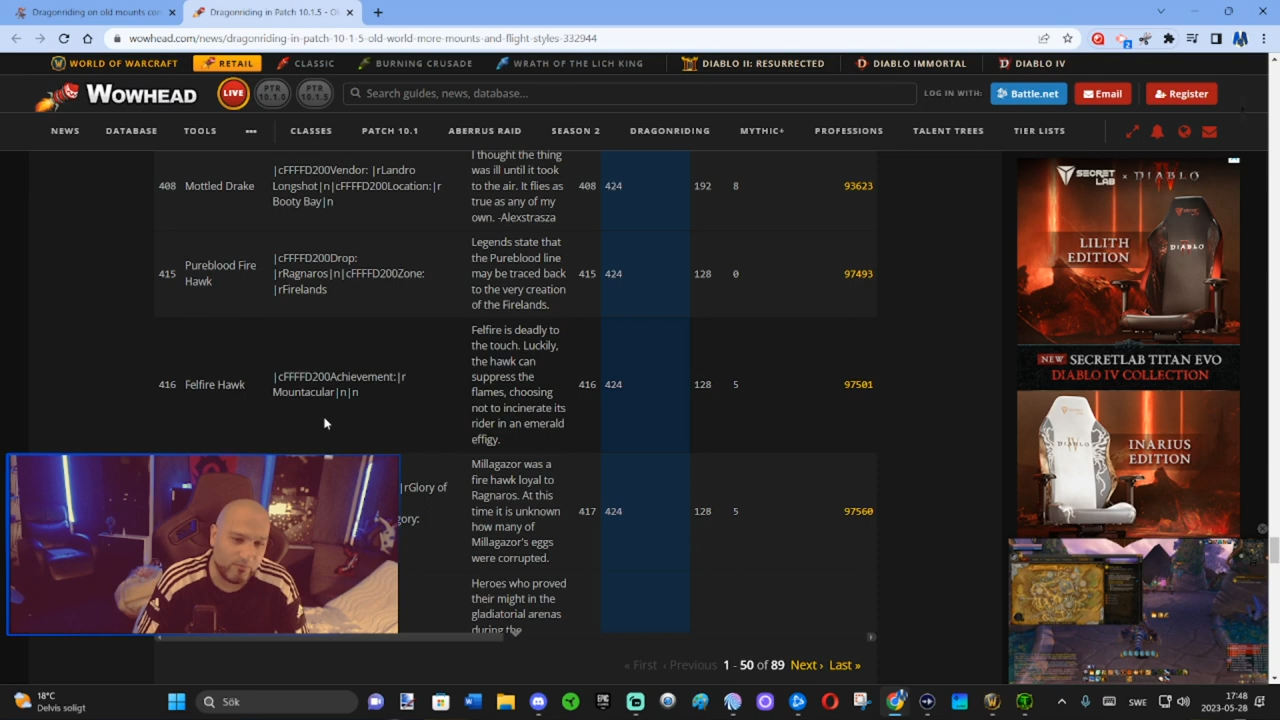 Dragonriding on old mounts con
Dragonriding in Patch 10.1.5 - Ol
wowhead.com/news/dragonriding-in-patch-10-1-5-old-world-more-mounts-and-flight-styles-332944
WORLD OF WARCRAFT RETAIL CLASSIC BURNING CRUSADE WRATH OF THE LICH KING DIABLO II: RESURRECTED DIABLO IMMORTAL DIABLO IV
WOWHEAD LIVE PTR 10.1.0 PTR 10.1.5 Search guides, news, database... LOG IN WITH: Battle.net Email Register
NEWS DATABASE TOOLS ••• CLASSES PATCH 10.1 ABERRUS RAID SEASON 2 DRAGONRIDING MYTHIC+ PROFESSIONS TALENT TREES TIER LISTS
408 Mottled Drake
|cFFFFD200Vendor: |rLandro
Longshot|n|cFFFFD200Location:|r
Booty Bay|n
I thought the thing
was ill until it took
to the air. It flies as
true as any of my
own. -Alexstrasza
408 424 192 8 93623
415 Pureblood Fire
Hawk
|cFFFFD200Drop:
|rRagnaros|n|cFFFFD200Zone:
|rFirelands
Legends state that
the Pureblood line
may be traced back
to the very creation
of the Firelands.
415 424 128 0 97493
416 Felfire Hawk
|cFFFFD200Achievement:|r
Mountacular|n|n
Felfire is deadly to
the touch. Luckily,
the hawk can
suppress the
flames, choosing
not to incinerate its
rider in an emerald
effigy.
416 424 128 5 97501
|rGlory of
gory:
Millagazor was a
fire hawk loyal to
Ragnaros. At this
time it is unknown
how many of
Millagazor's eggs
were corrupted.
417 424 128 5 97560
Heroes who proved
their might in the
gladiatorial arenas
during the
« First ‹ Previous 1 - 50 of 89 Next › Last »
SECRET LAB × DIABLO IV
LILITH
EDITION
DIABLO
NEW SECRETLAB TITAN EVO
DIABLO IV COLLECTION
DIABLO
INARIUS
EDITION
18°C
Delvis soligt
Sök
SWE
17:48
2023-05-28